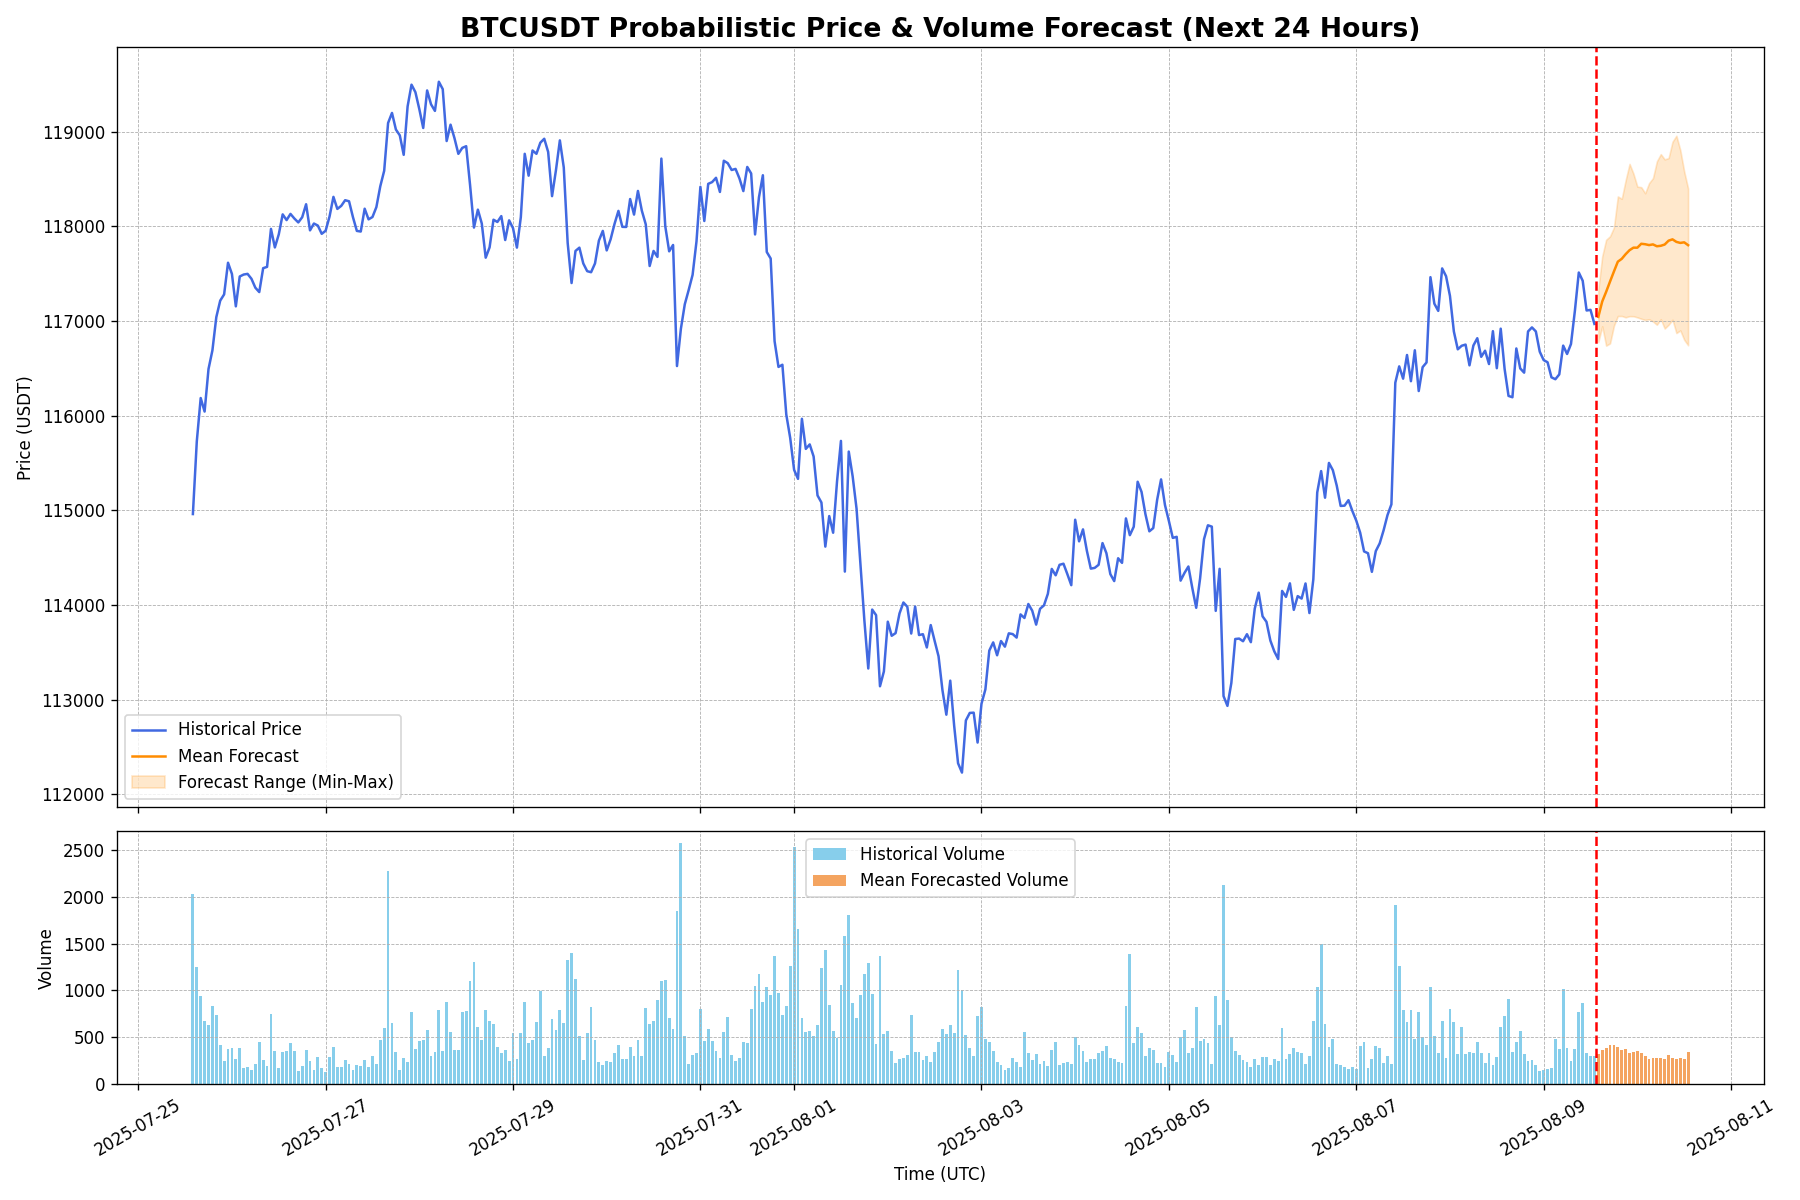 BTCUSDT Probabilistic Price & Volume Forecast (Next 24 Hours)
Price (USDT)
119000
118000
117000
116000
115000
114000
113000
112000
Historical Price
Mean Forecast
Forecast Range (Min-Max)
Volume
2500
2000
1500
1000
500
0
Historical Volume
Mean Forecasted Volume
2025-07-25
2025-07-27
2025-07-29
2025-07-31
2025-08-01
2025-08-03
2025-08-05
2025-08-07
2025-08-09
2025-08-11
Time (UTC)